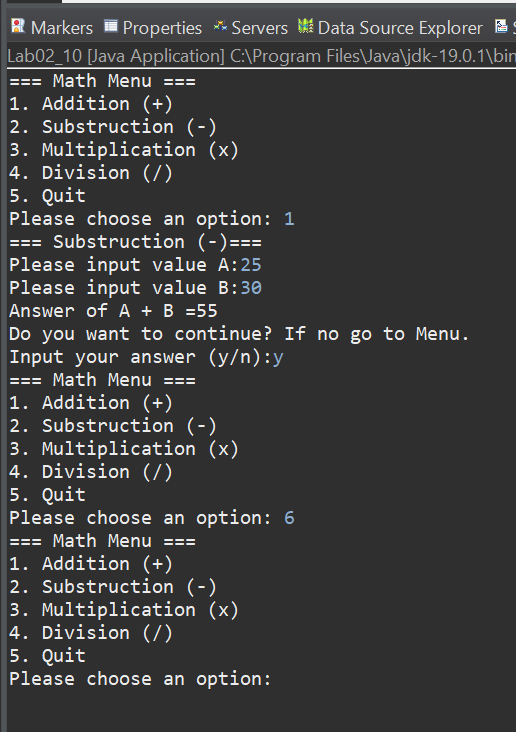 Markers Properties Servers Data Source Explorer
Lab02_10 [Java Application] C:\Program Files\Java\jdk-19.0.1\bin
=== Math Menu ===
1. Addition (+)
2. Substruction (-)
3. Multiplication (x)
4. Division (/)
5. Quit
Please choose an option: 1
=== Substruction (-)===
Please input value A:25
Please input value B:30
Answer of A + B =55
Do you want to continue? If no go to Menu.
Input your answer (y/n):y
=== Math Menu ===
1. Addition (+)
2. Substruction (-)
3. Multiplication (x)
4. Division (/)
5. Quit
Please choose an option: 6
=== Math Menu ===
1. Addition (+)
2. Substruction (-)
3. Multiplication (x)
4. Division (/)
5. Quit
Please choose an option: